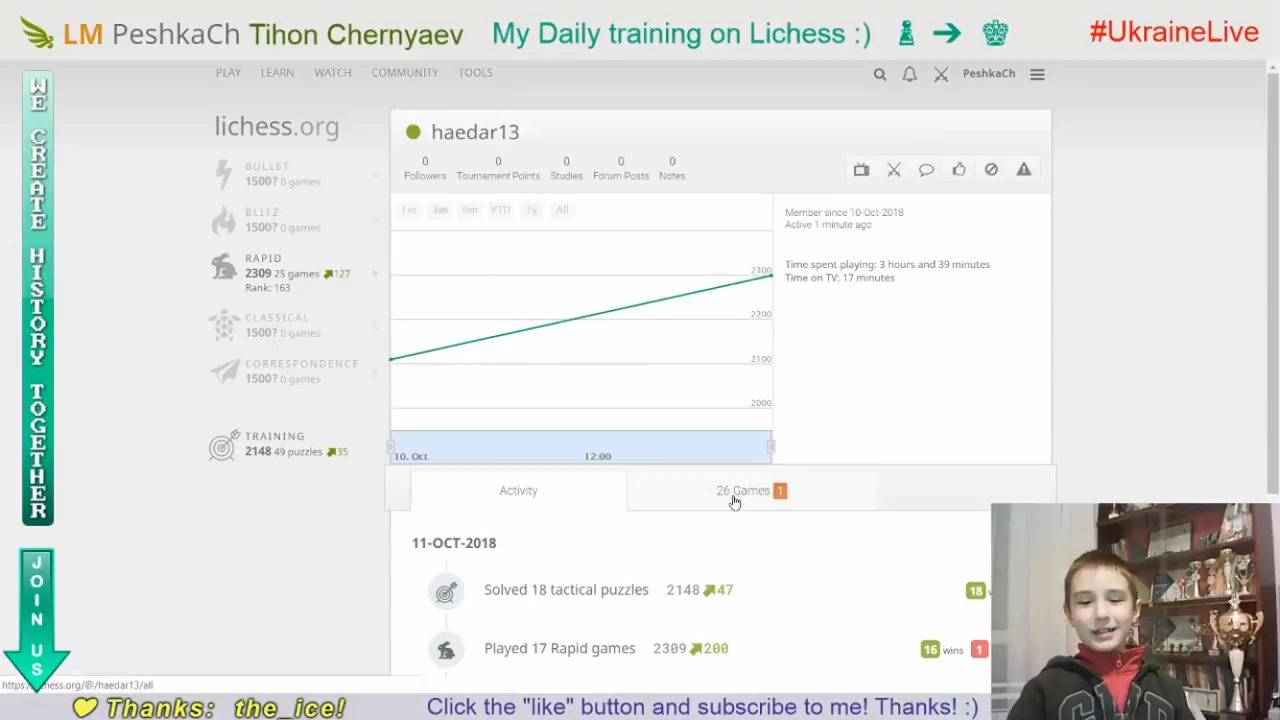 LM PeshkaCh Tihon Chernyaev
My Daily training on Lichess :)
#UkraineLive
WE CREATE HISTORY TOGETHER
JOIN US
PLAY LEARN WATCH COMMUNITY TOOLS
PeshkaCh
lichess.org
BULLET
1500? 0 games
BLITZ
1500? 0 games
RAPID
2309 25 games 127
Rank: 163
CLASSICAL
1500? 0 games
CORRESPONDENCE
1500? 0 games
TRAINING
2148 49 puzzles 35
haedar13
0 0 0 0 0
Followers Tournament Points Studies Forum Posts Notes
1m 3m 6m YTD 1y All
2300
2200
2100
2000
10. Oct 12:00
Member since 10-Oct-2018
Active 1 minute ago
Time spent playing: 3 hours and 39 minutes
Time on TV: 17 minutes
Activity
26 Games 1
11-OCT-2018
Solved 18 tactical puzzles 2148 47
18
Played 17 Rapid games 2309 200
16 wins 1
Thanks: the_ice!
Click the "like" button and subscribe to me! Thanks! :)